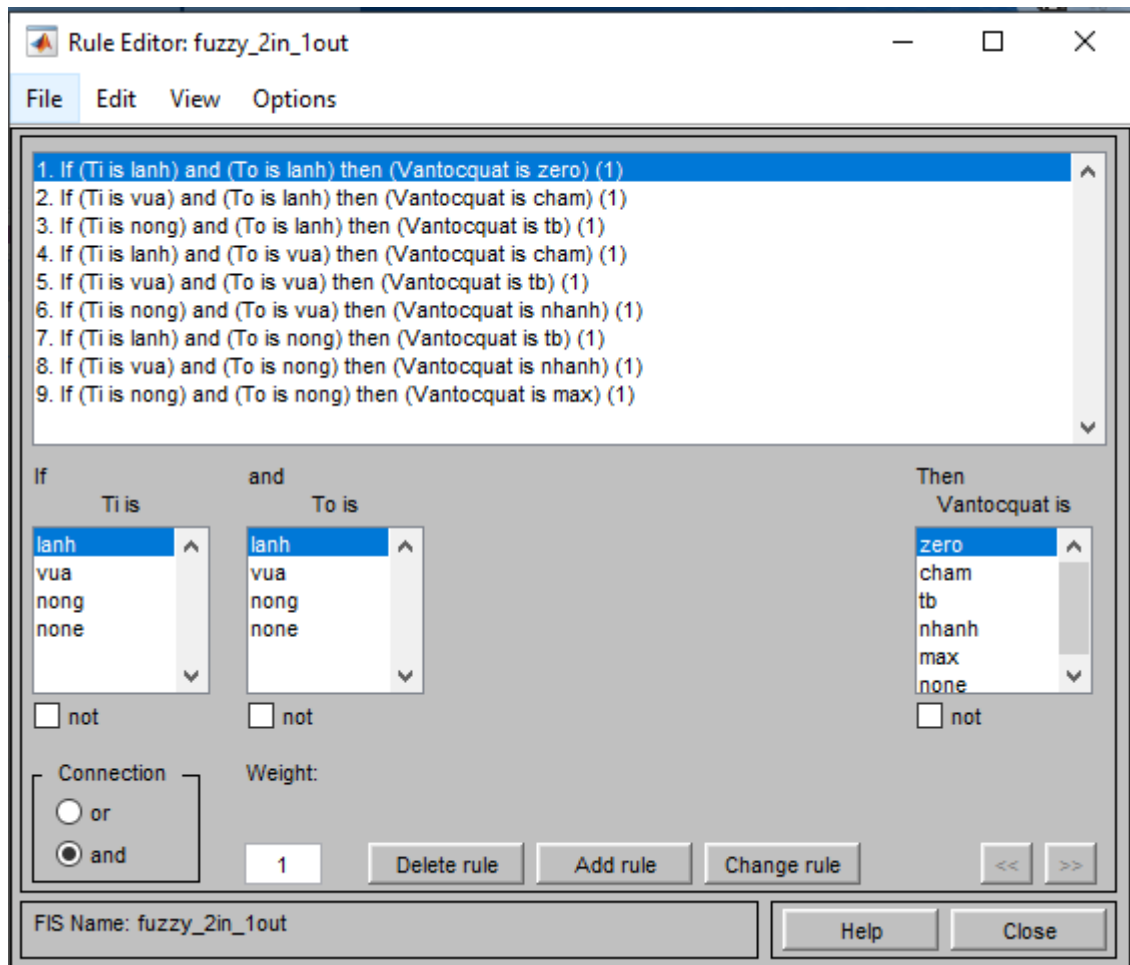 Rule Editor: fuzzy_2in_1out
File Edit View Options
1. If (Ti is lanh) and (To is lanh) then (Vantocquat is zero) (1)
2. If (Ti is vua) and (To is lanh) then (Vantocquat is cham) (1)
3. If (Ti is nong) and (To is lanh) then (Vantocquat is tb) (1)
4. If (Ti is lanh) and (To is vua) then (Vantocquat is cham) (1)
5. If (Ti is vua) and (To is vua) then (Vantocquat is tb) (1)
6. If (Ti is nong) and (To is vua) then (Vantocquat is nhanh) (1)
7. If (Ti is lanh) and (To is nong) then (Vantocquat is tb) (1)
8. If (Ti is vua) and (To is nong) then (Vantocquat is nhanh) (1)
9. If (Ti is nong) and (To is nong) then (Vantocquat is max) (1)
If and Then
Ti is To is Vantocquat is
lanh lanh zero
vua vua cham
nong nong tb
none none nhanh
max
none
not not not
Connection Weight:
or
and 1 Delete rule Add rule Change rule << >>
FIS Name: fuzzy_2in_1out Help Close